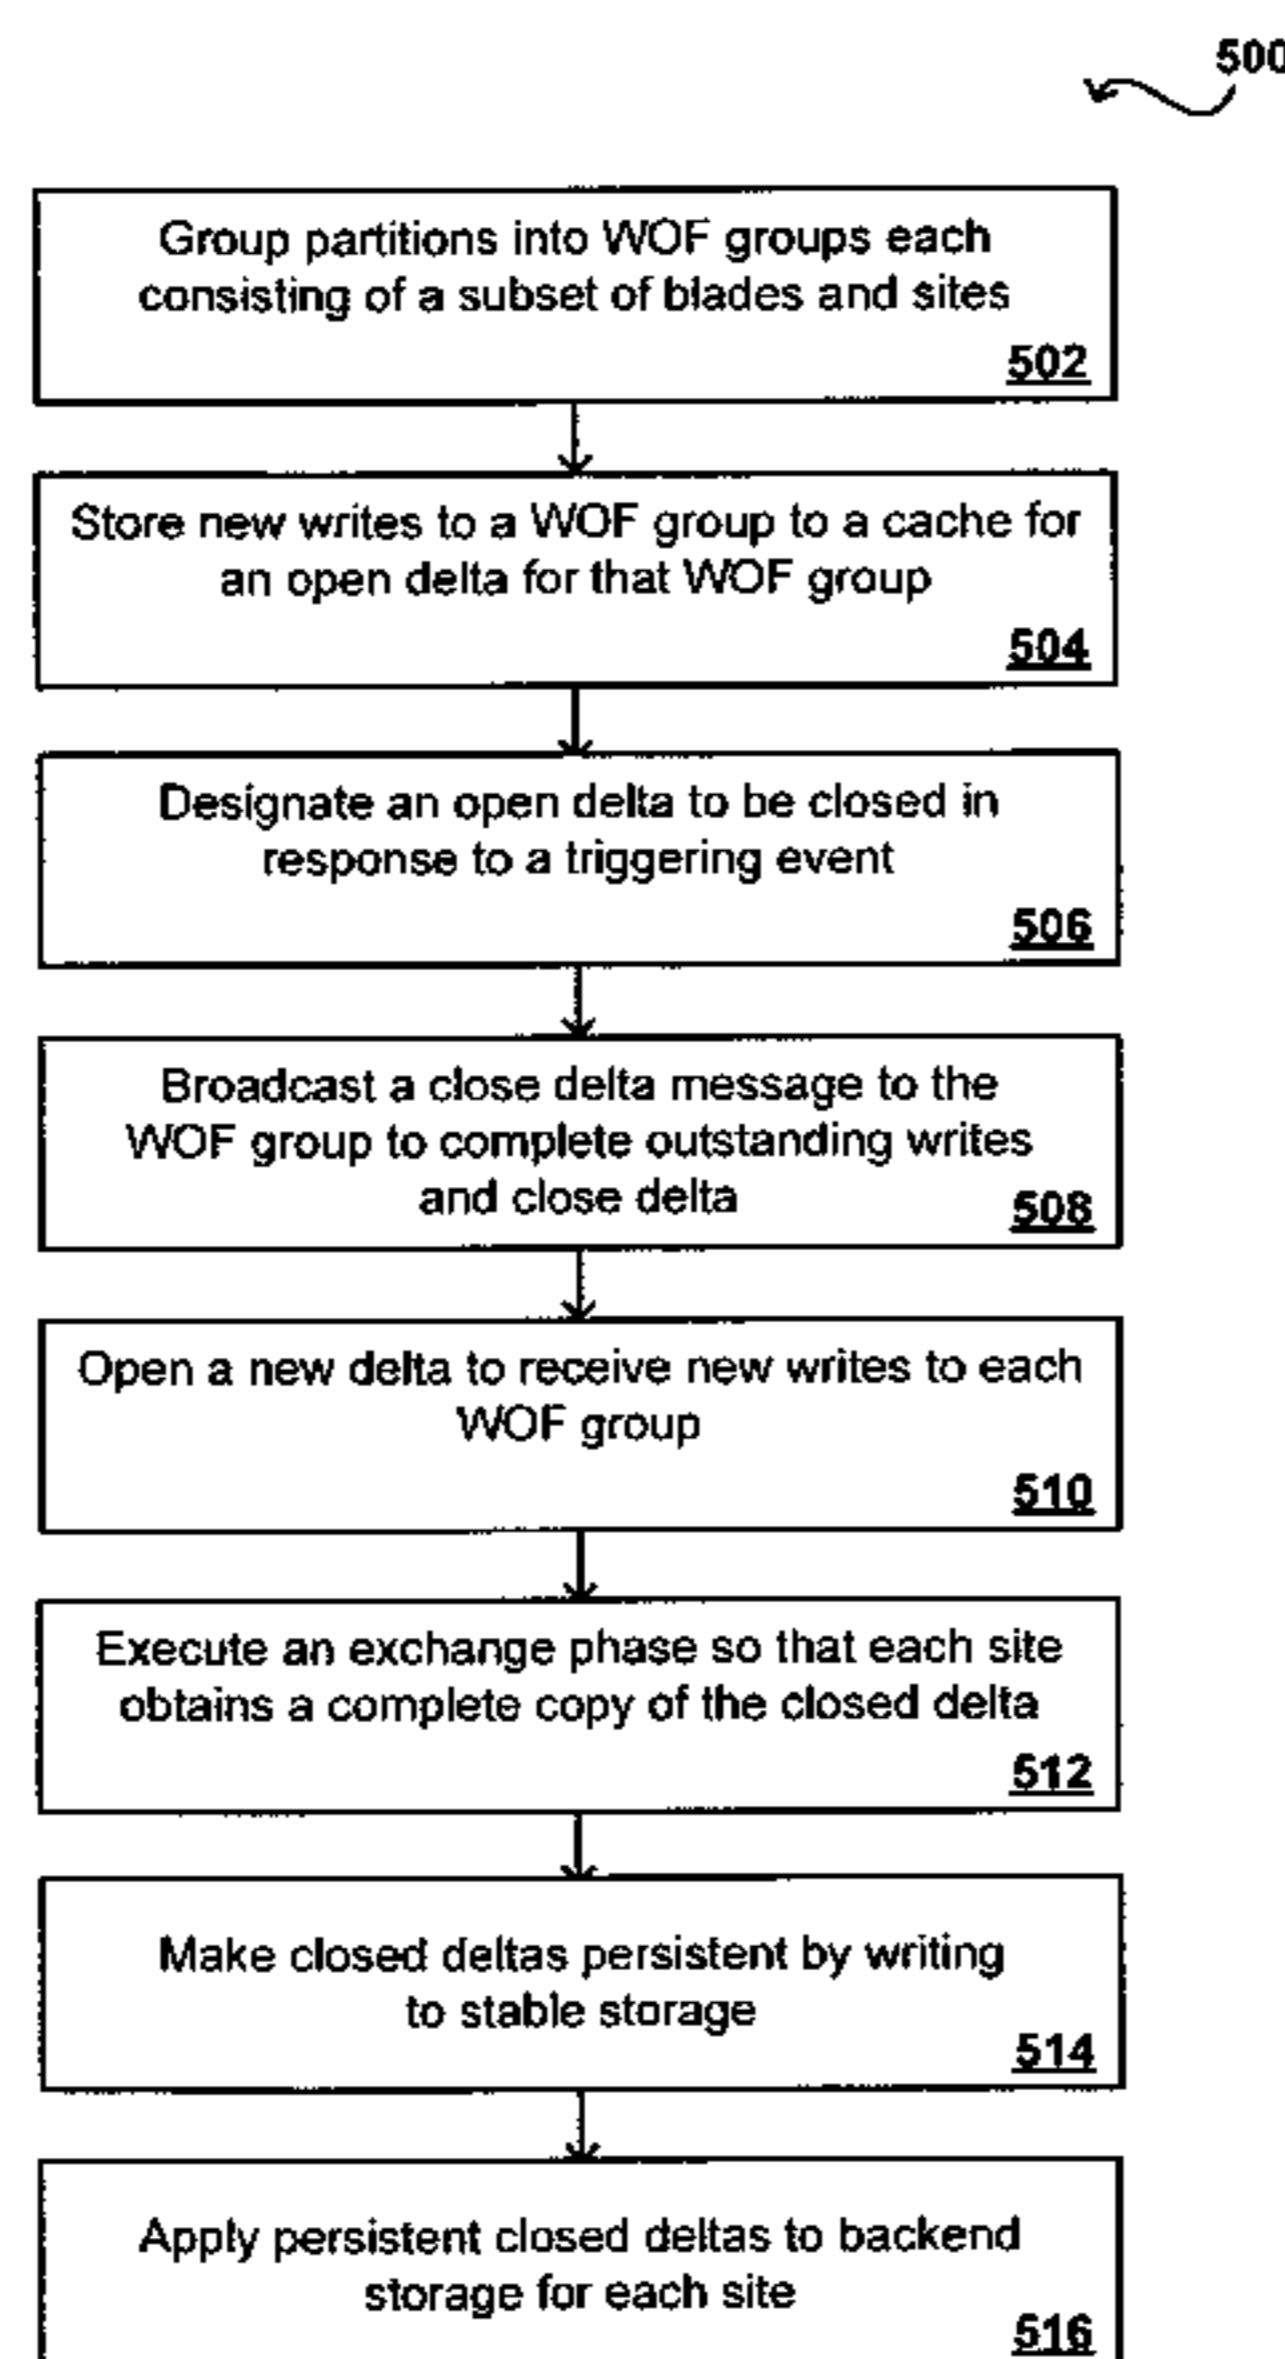 500
Group partitions into WOF groups each
consisting of a subset of blades and sites
502
Store new writes to a WOF group to a cache for
an open delta for that WOF group
504
Designate an open delta to be closed in
response to a triggering event
506
Broadcast a close delta message to the
WOF group to complete outstanding writes
and close delta
508
Open a new delta to receive new writes to each
WOF group
510
Execute an exchange phase so that each site
obtains a complete copy of the closed delta
512
Make closed deltas persistent by writing
to stable storage
514
Apply persistent closed deltas to backend
storage for each site
516